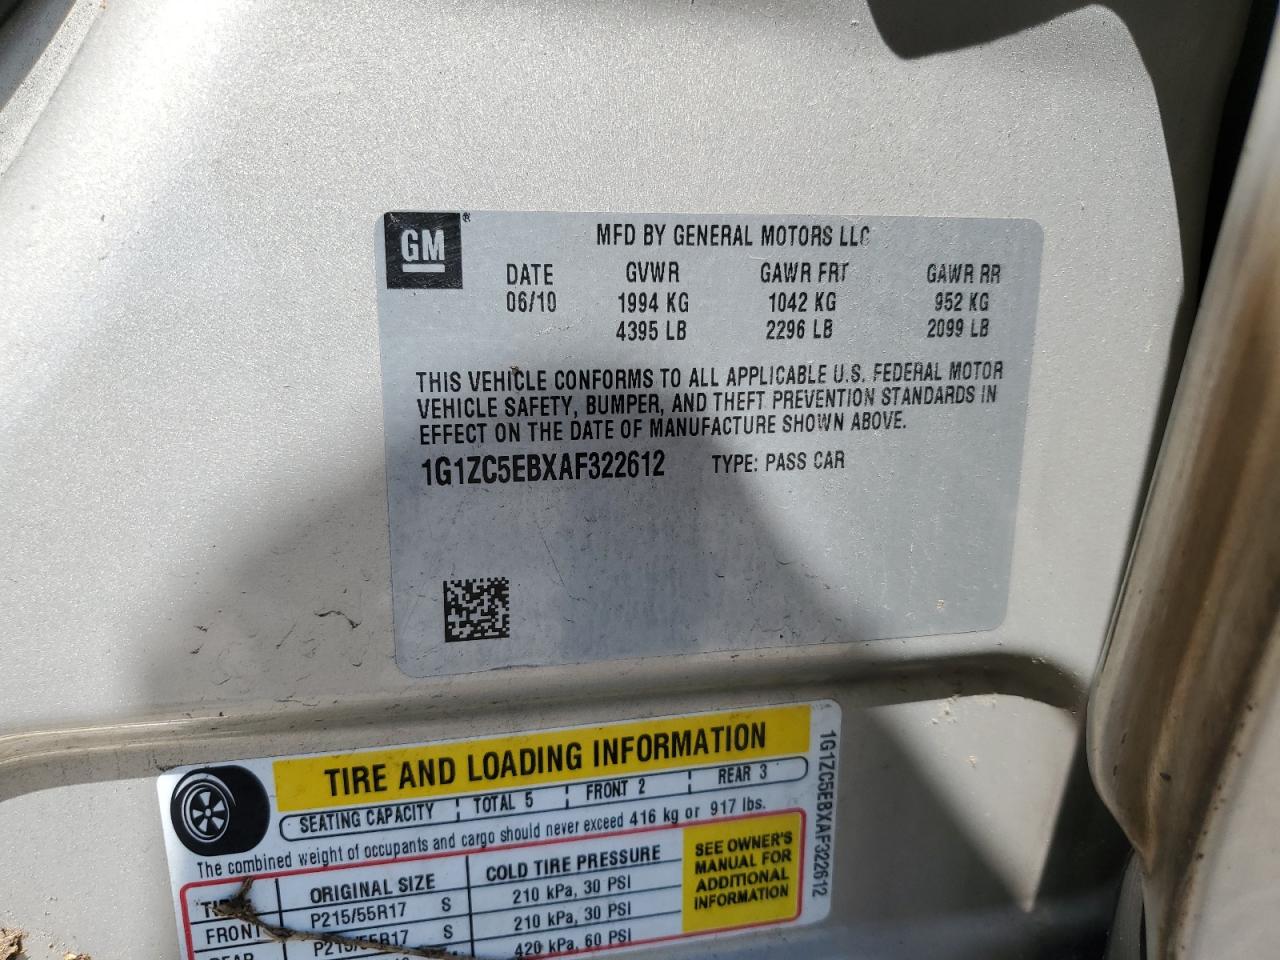 GM ®
MFD BY GENERAL MOTORS LLC
DATE GVWR GAWR FRT GAWR RR
06/10 1994 KG 1042 KG 952 KG
4395 LB 2296 LB 2099 LB
THIS VEHICLE CONFORMS TO ALL APPLICABLE U.S. FEDERAL MOTOR
VEHICLE SAFETY, BUMPER, AND THEFT PREVENTION STANDARDS IN
EFFECT ON THE DATE OF MANUFACTURE SHOWN ABOVE.
1G1ZC5EBXAF322612 TYPE: PASS CAR
TIRE AND LOADING INFORMATION
SEATING CAPACITY TOTAL 5 FRONT 2 REAR 3
The combined weight of occupants and cargo should never exceed 416 kg or 917 lbs.
ORIGINAL SIZE COLD TIRE PRESSURE
FRONT P215/55R17 S 210 kPa, 30 PSI
REAR P215/55R17 S 210 kPa, 30 PSI
420 kPa, 60 PSI
SEE OWNER'S
MANUAL FOR
ADDITIONAL
INFORMATION
1G1ZC5EBXAF322612